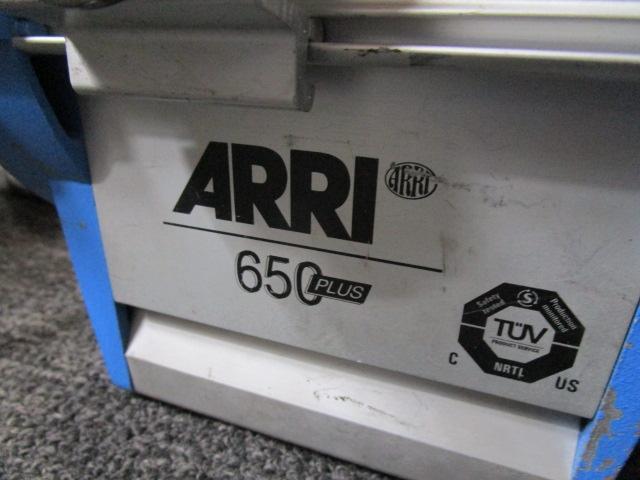 ARRI ARRI
650 PLUS
Safety tested S Production monitored
TÜV
PRODUCT SERVICE
C NRTL US